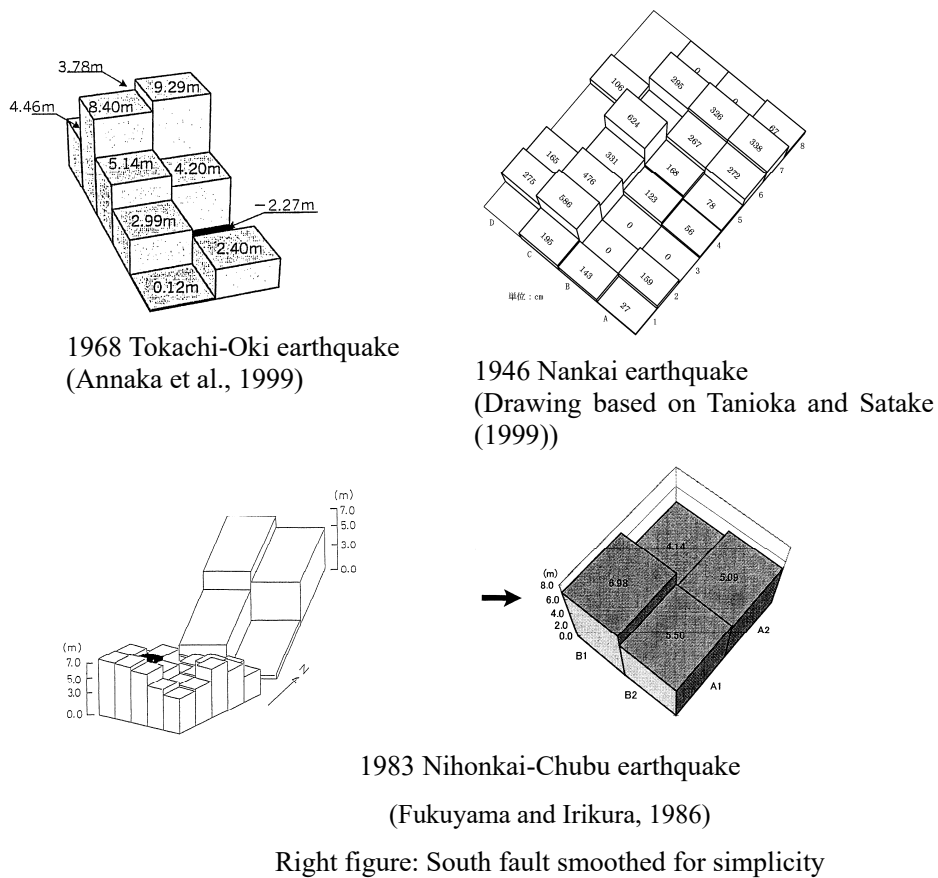 3.78m
9.29m
4.46m
8.40m
5.14m
4.20m
-2.27m
2.99m
2.40m
0.12m
1968 Tokachi-Oki earthquake
(Annaka et al., 1999)
0
106
295
0
326
67
8
624
267
338
7
165
331
168
272
6
275
476
123
78
5
586
0
56
4
D
195
0
0
3
C
143
159
2
B
27
1
A
単位：cm
1946 Nankai earthquake
(Drawing based on Tanioka and Satake
(1999))
(m)
7.0
5.0
3.0
0.0
(m)
7.0
5.0
3.0
0.0
N
4.14
6.98
5.09
5.50
(m)
8.0
6.0
4.0
2.0
0.0
B1
B2
A1
A2
1983 Nihonkai-Chubu earthquake
(Fukuyama and Irikura, 1986)
Right figure: South fault smoothed for simplicity